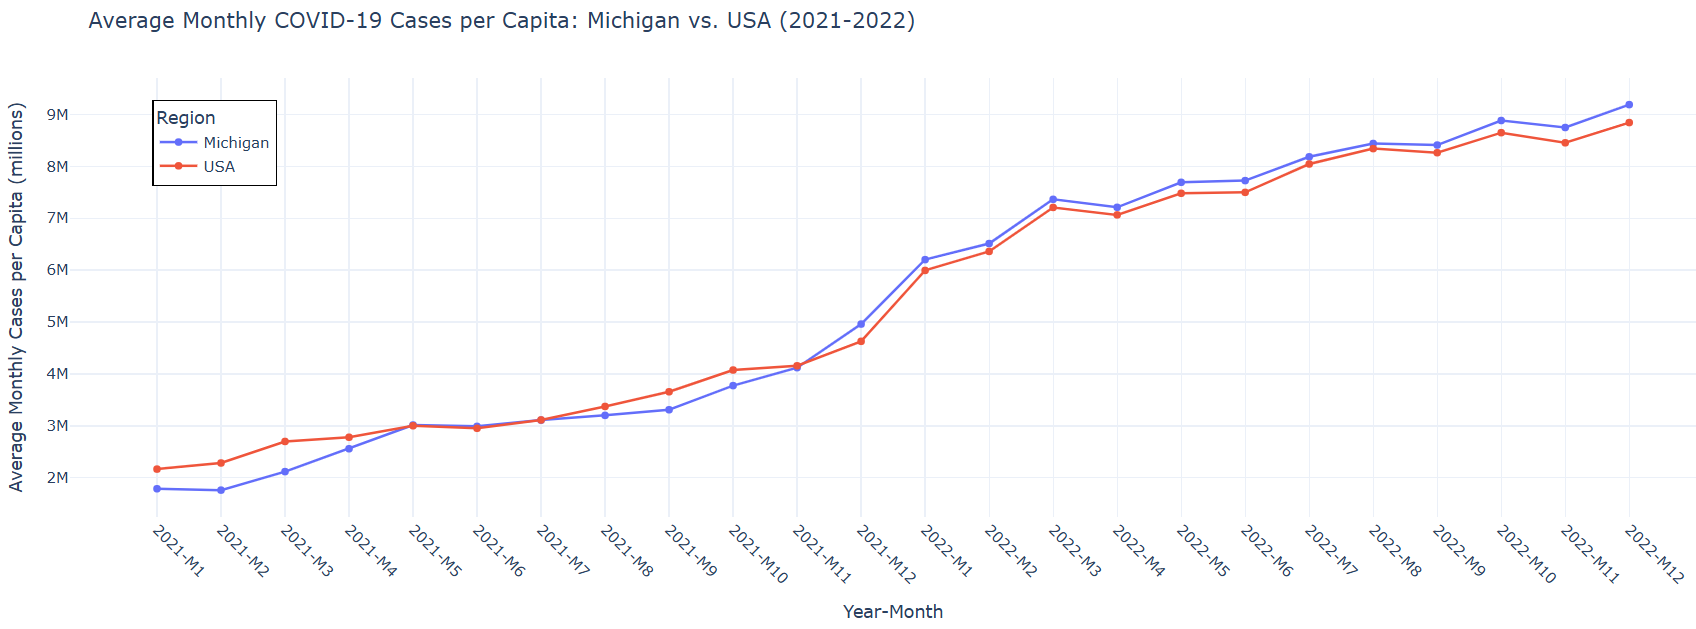 Average Monthly COVID-19 Cases per Capita: Michigan vs. USA (2021-2022)
Average Monthly Cases per Capita (millions)
9M
8M
7M
6M
5M
4M
3M
2M
Region
Michigan
USA
2021-M1
2021-M2
2021-M3
2021-M4
2021-M5
2021-M6
2021-M7
2021-M8
2021-M9
2021-M10
2021-M11
2021-M12
2022-M1
2022-M2
2022-M3
2022-M4
2022-M5
2022-M6
2022-M7
2022-M8
2022-M9
2022-M10
2022-M11
2022-M12
Year-Month